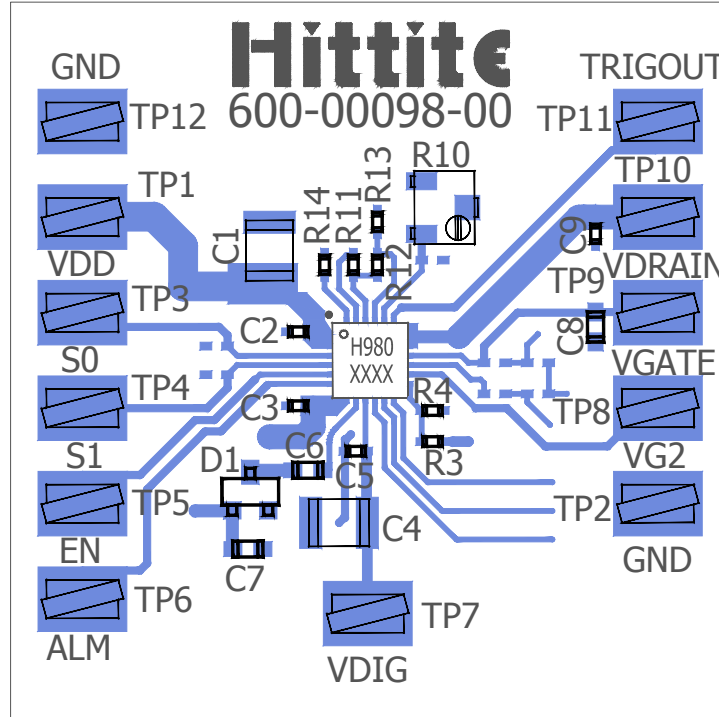 Hittite
600-00098-00
GND
TP12
TP1
VDD
TP3
S0
TP4
S1
TP5
EN
TP6
ALM
TRIGOUT
TP11
TP10
VDRAIN
TP9
VGATE
TP8
VG2
TP2
GND
R10
R13
R14
R11
R12
C1
C9
C2
C8
H980
XXXX
C3
R4
R3
C6
C5
D1
C4
C7
TP7
VDIG